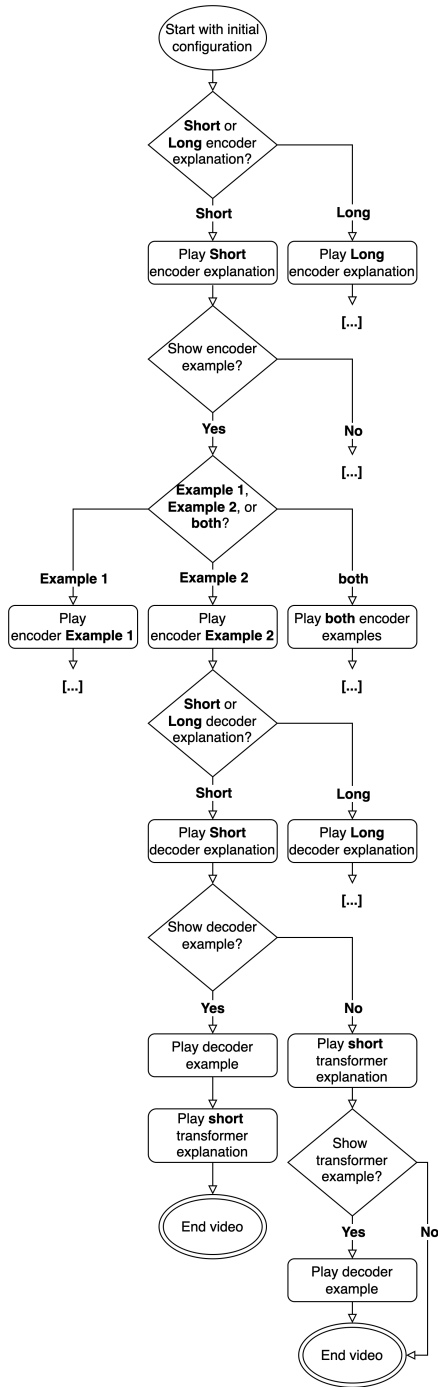 Start with initial
configuration
Short or
Long encoder
explanation?
Short
Long
Play Short
encoder explanation
Play Long
encoder explanation
[...]
Show encoder
example?
Yes
No
[...]
Example 1,
Example 2, or
both?
Example 1
Example 2
both
Play
encoder Example 1
Play
encoder Example 2
Play both encoder
examples
[...]
[...]
Short or
Long decoder
explanation?
Short
Long
Play Short
decoder explanation
Play Long
decoder explanation
[...]
Show decoder
example?
Yes
No
Play decoder
example
Play short
transformer
explanation
Play short
transformer
explanation
Show
transformer
example?
End video
Yes
No
Play decoder
example
End video